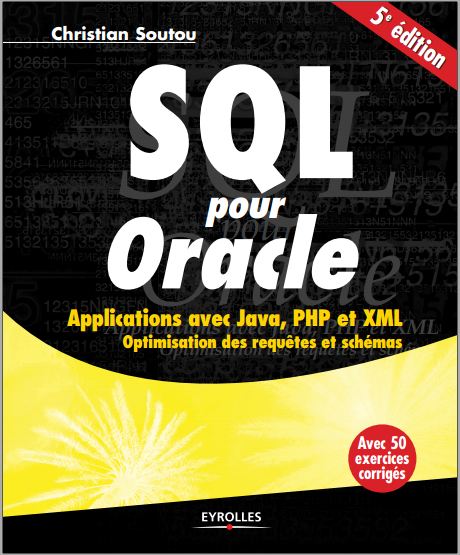 Christian Soutou
5e édition
SQL
pour
Oracle
Applications avec Java, PHP et XML
Optimisation des requêtes et schémas
Avec 50
exercices
corrigés
EYROLLES